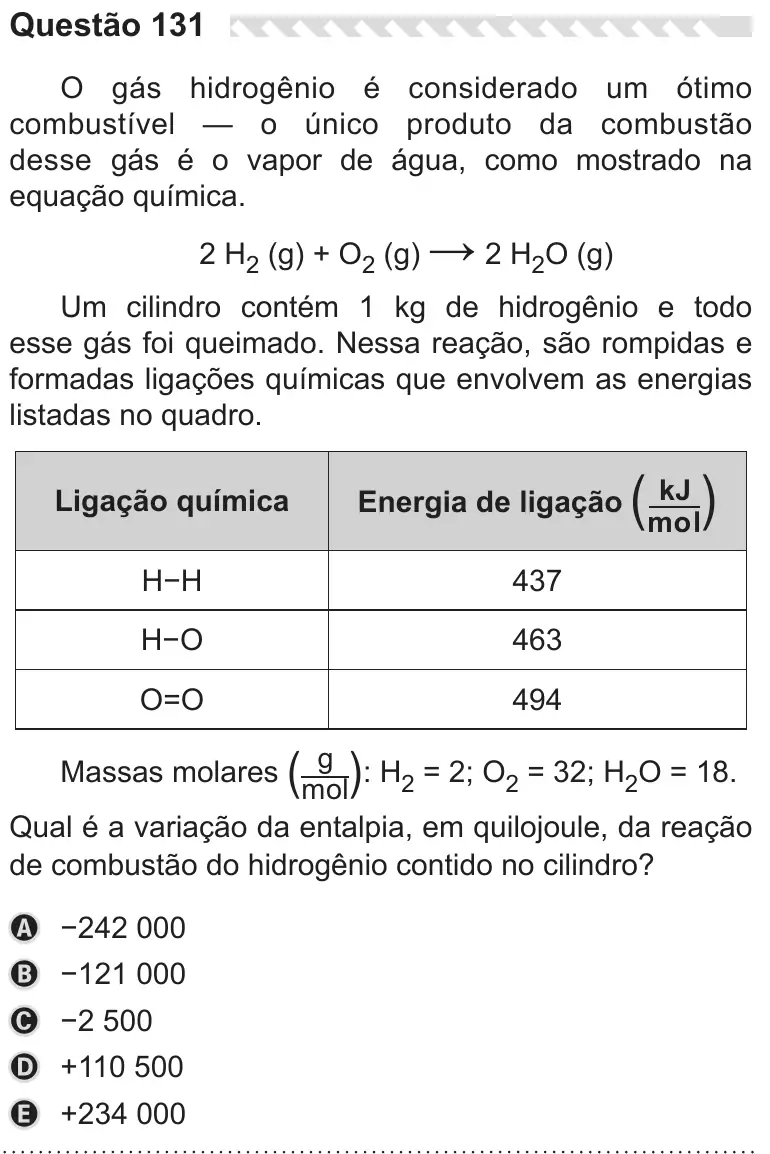 Questão 131
O gás hidrogênio é considerado um ótimo
combustível — o único produto da combustão
desse gás é o vapor de água, como mostrado na
equação química.
2 H₂ (g) + O₂ (g) ⟶ 2 H₂O (g)
Um cilindro contém 1 kg de hidrogênio e todo
esse gás foi queimado. Nessa reação, são rompidas e
formadas ligações químicas que envolvem as energias
listadas no quadro.
Ligação química Energia de ligação (kJ/mol)
H−H 437
H−O 463
O=O 494
Massas molares (g/mol): H₂ = 2; O₂ = 32; H₂O = 18.
Qual é a variação da entalpia, em quilojoule, da reação
de combustão do hidrogênio contido no cilindro?
A −242 000
B −121 000
C −2 500
D +110 500
E +234 000